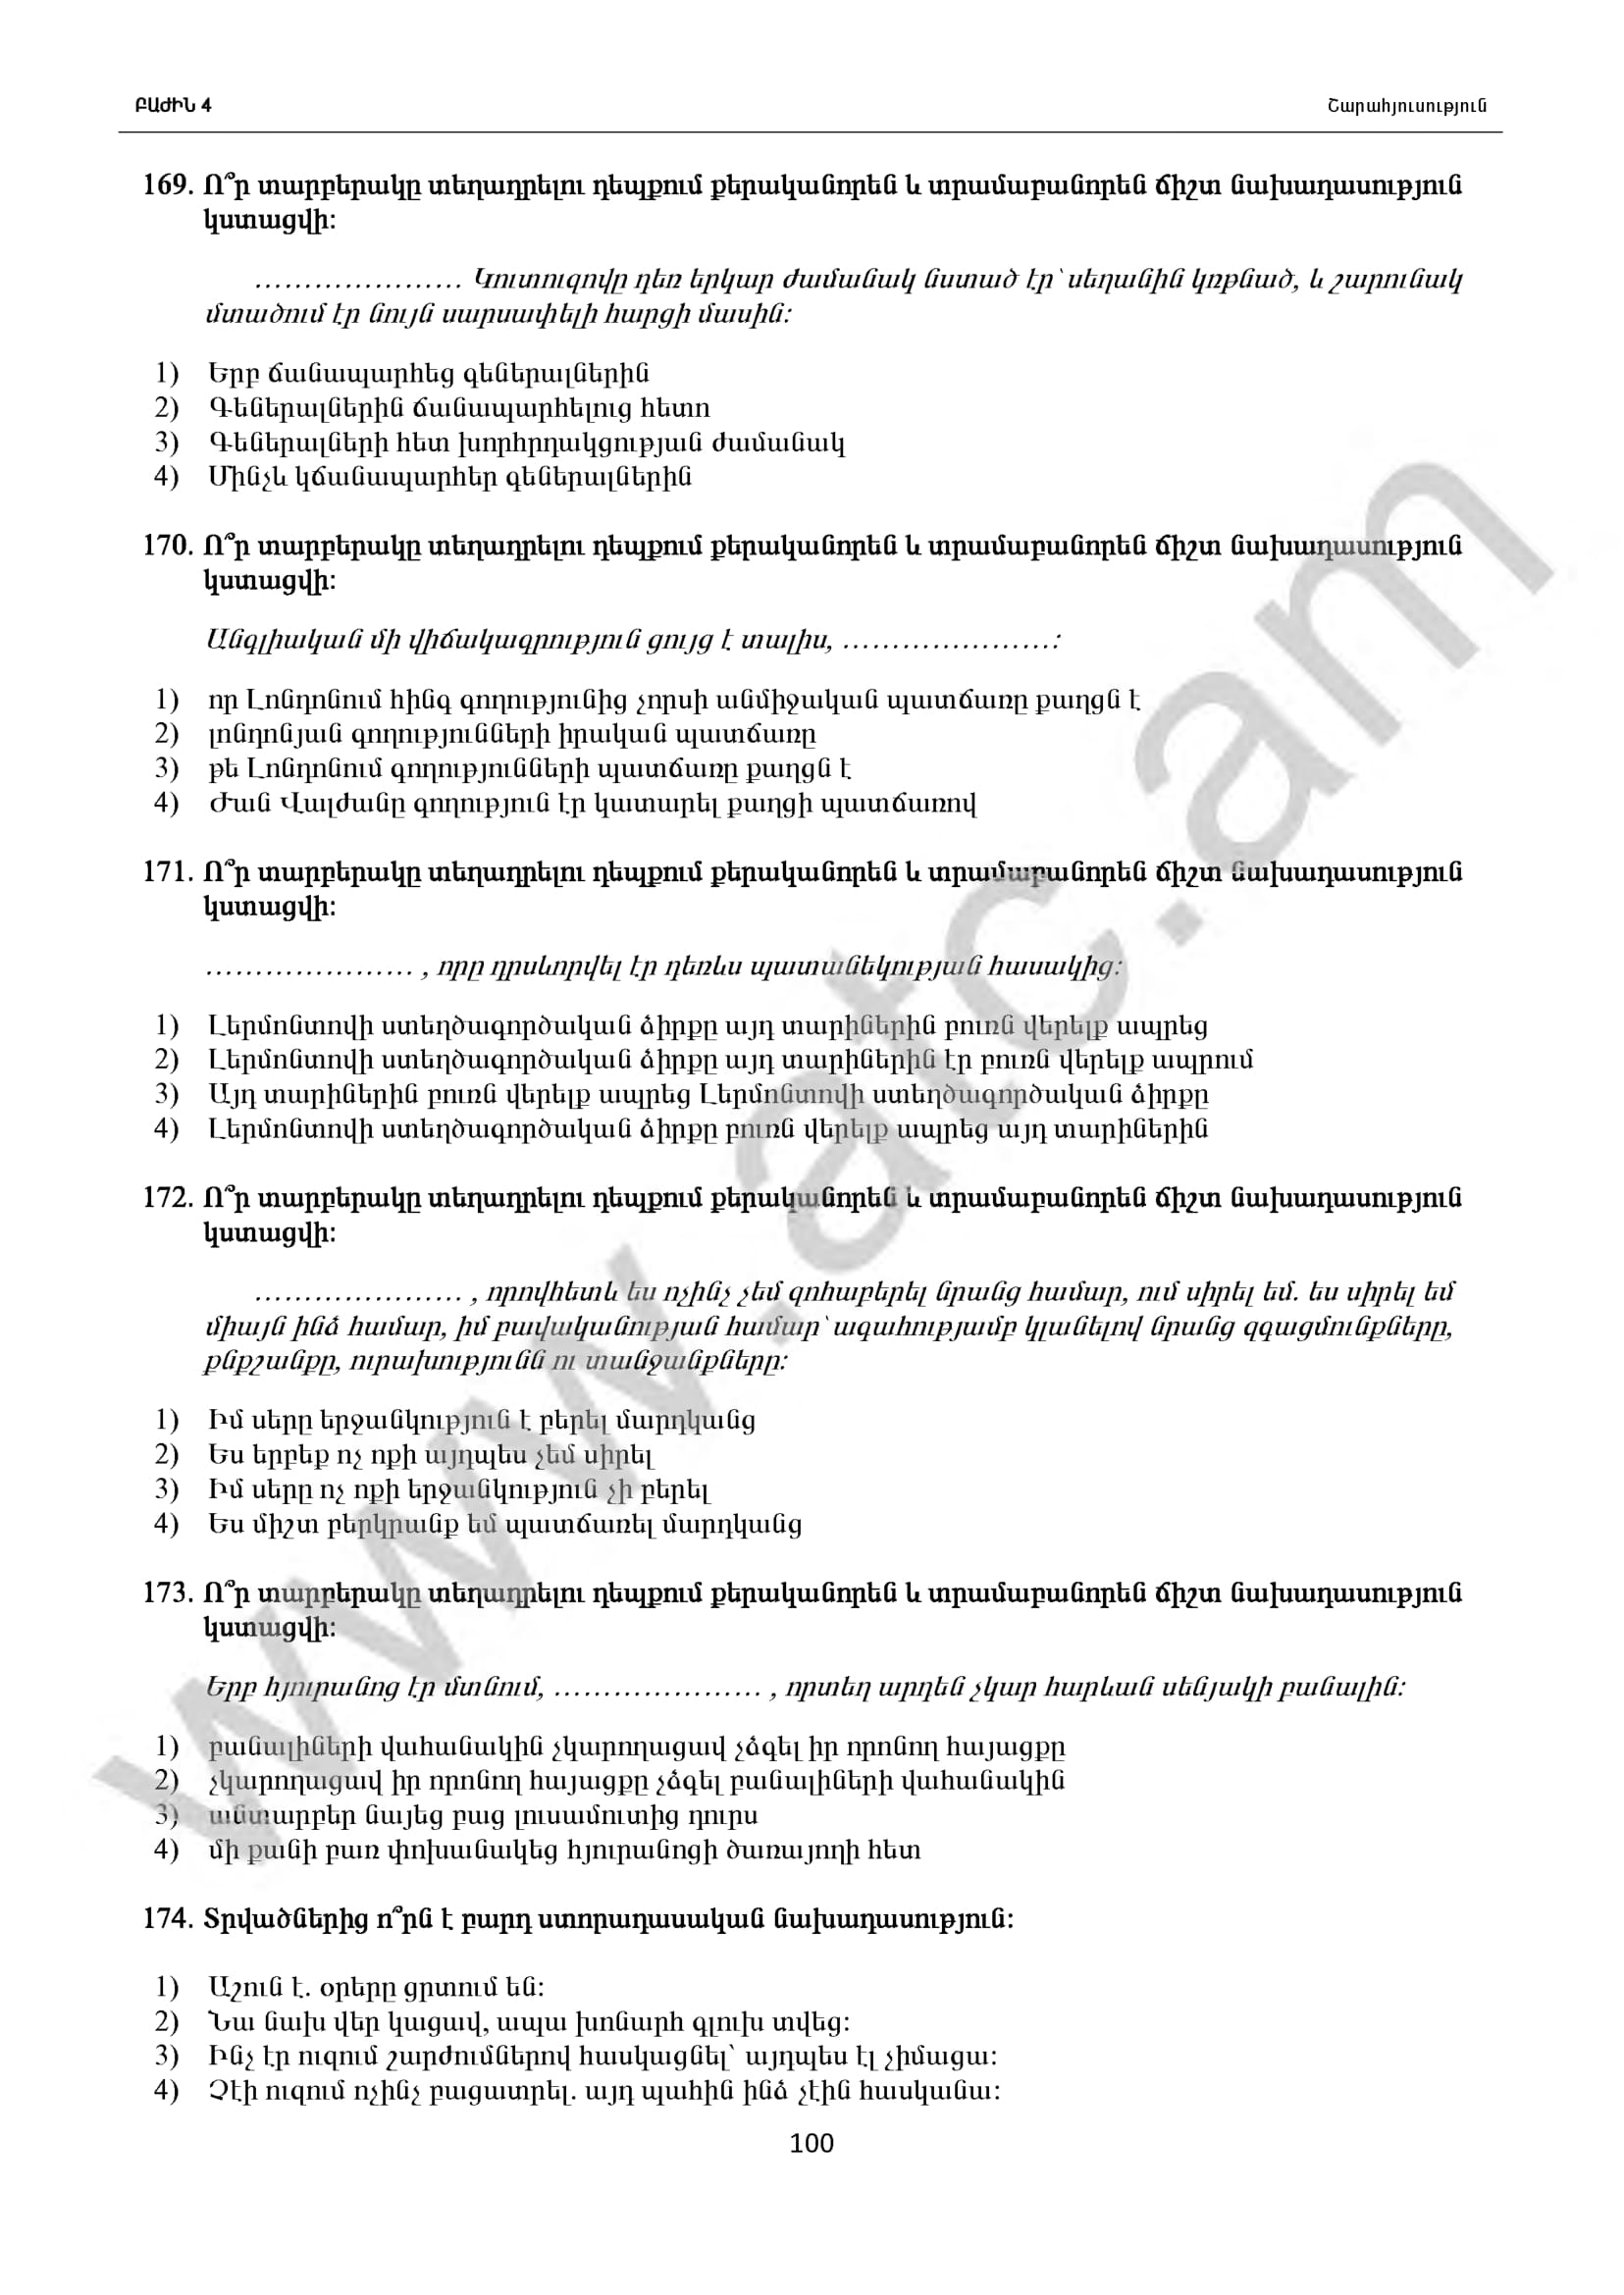 ԲԱԺԻՆ 4 Շարահյուսություն
169. Ո՞ր տարբերակը տեղադրելու դեպքում քերականորեն և տրամաբանորեն ճիշտ նախադասություն
կստացվի:
………………… Կուտուզովը դեռ երկար ժամանակ նստած էր՝ սեղանին կռթնած, և շարունակ
մտածում էր նույն սարսափելի հարցի մասին:
1) Երբ ճանապարհեց գեներալներին
2) Գեներալներին ճանապարհելուց հետո
3) Գեներալների հետ խորհրդակցության ժամանակ
4) Մինչև կճանապարհեր գեներալներին
170. Ո՞ր տարբերակը տեղադրելու դեպքում քերականորեն և տրամաբանորեն ճիշտ նախադասություն
կստացվի:
Անգլիական մի վիճակագրություն ցույց է տալիս, …………………:
1) որ Լոնդոնում հինգ գողությունից չորսի անմիջական պատճառը քաղցն է
2) լոնդոնյան գողությունների իրական պատճառը
3) թե Լոնդոնում գողությունների պատճառը քաղցն է
4) Ժան Վալժանը գողություն էր կատարել քաղցի պատճառով
171. Ո՞ր տարբերակը տեղադրելու դեպքում քերականորեն և տրամաբանորեն ճիշտ նախադասություն
կստացվի:
………………… , որը դրսևորվել էր դեռևս պատանեկության հասակից:
1) Լերմոնտովի ստեղծագործական ձիրքը այդ տարիներին բուռն վերելք ապրեց
2) Լերմոնտովի ստեղծագործական ձիրքը այդ տարիներին էր բուռն վերելք ապրում
3) Այդ տարիներին բուռն վերելք ապրեց Լերմոնտովի ստեղծագործական ձիրքը
4) Լերմոնտովի ստեղծագործական ձիրքը բուռն վերելք ապրեց այդ տարիներին
172. Ո՞ր տարբերակը տեղադրելու դեպքում քերականորեն և տրամաբանորեն ճիշտ նախադասություն
կստացվի:
………………… , որովհետև ես ոչինչ չեմ զոհաբերել նրանց համար, ում սիրել եմ. ես սիրել եմ
միայն ինձ համար, իմ բավականության համար՝ ագահությամբ կլանելով նրանց զգացմունքները,
քնքշանքը, ուրախությունն ու տանջանքները:
1) Իմ սերը երջանկություն է բերել մարդկանց
2) Ես երբեք ոչ ոքի այդպես չեմ սիրել
3) Իմ սերը ոչ ոքի երջանկություն չի բերել
4) Ես միշտ բերկրանք եմ պատճառել մարդկանց
173. Ո՞ր տարբերակը տեղադրելու դեպքում քերականորեն և տրամաբանորեն ճիշտ նախադասություն
կստացվի:
Երբ հյուրանոց էր մտնում, ………………… , որտեղ արդեն չկար հարևան սենյակի բանալին:
1) բանալիների վահանակին չկարողացավ չձգել իր որոնող հայացքը
2) չկարողացավ իր որոնող հայացքը չձգել բանալիների վահանակին
3) անտարբեր նայեց բաց լուսամուտից դուրս
4) մի քանի բառ փոխանակեց հյուրանոցի ծառայողի հետ
174. Տրվածներից ո՞րն է բարդ ստորադասական նախադասություն:
1) Աշուն է. օրերը ցրտում են:
2) Նա նախ վեր կացավ, ապա խոնարհ գլուխ տվեց:
3) Ինչ էր ուզում շարժումներով հասկացնել՝ այդպես էլ չիմացա:
4) Չէի ուզում ոչինչ բացատրել. այդ պահին ինձ չէին հասկանա:
100
www.atc.am